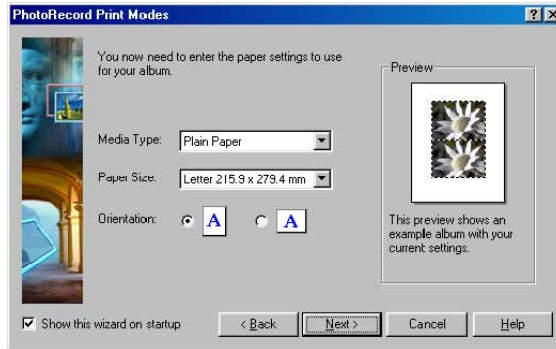 PhotoRecord Print Modes
You now need to enter the paper settings to use
for your album.
Media Type:
Plain Paper
Paper Size:
Letter 215.9 x 279.4 mm
Orientation:
A
A
Preview
This preview shows an
example album with your
current settings.
Show this wizard on startup
< Back
Next >
Cancel
Help